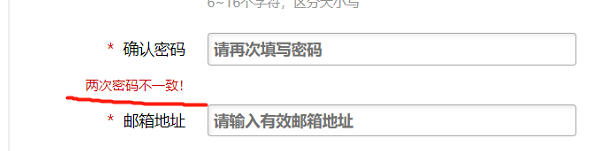 6~16个字符，区分大小写
* 确认密码 请再次填写密码
两次密码不一致!
* 邮箱地址 请输入有效邮箱地址